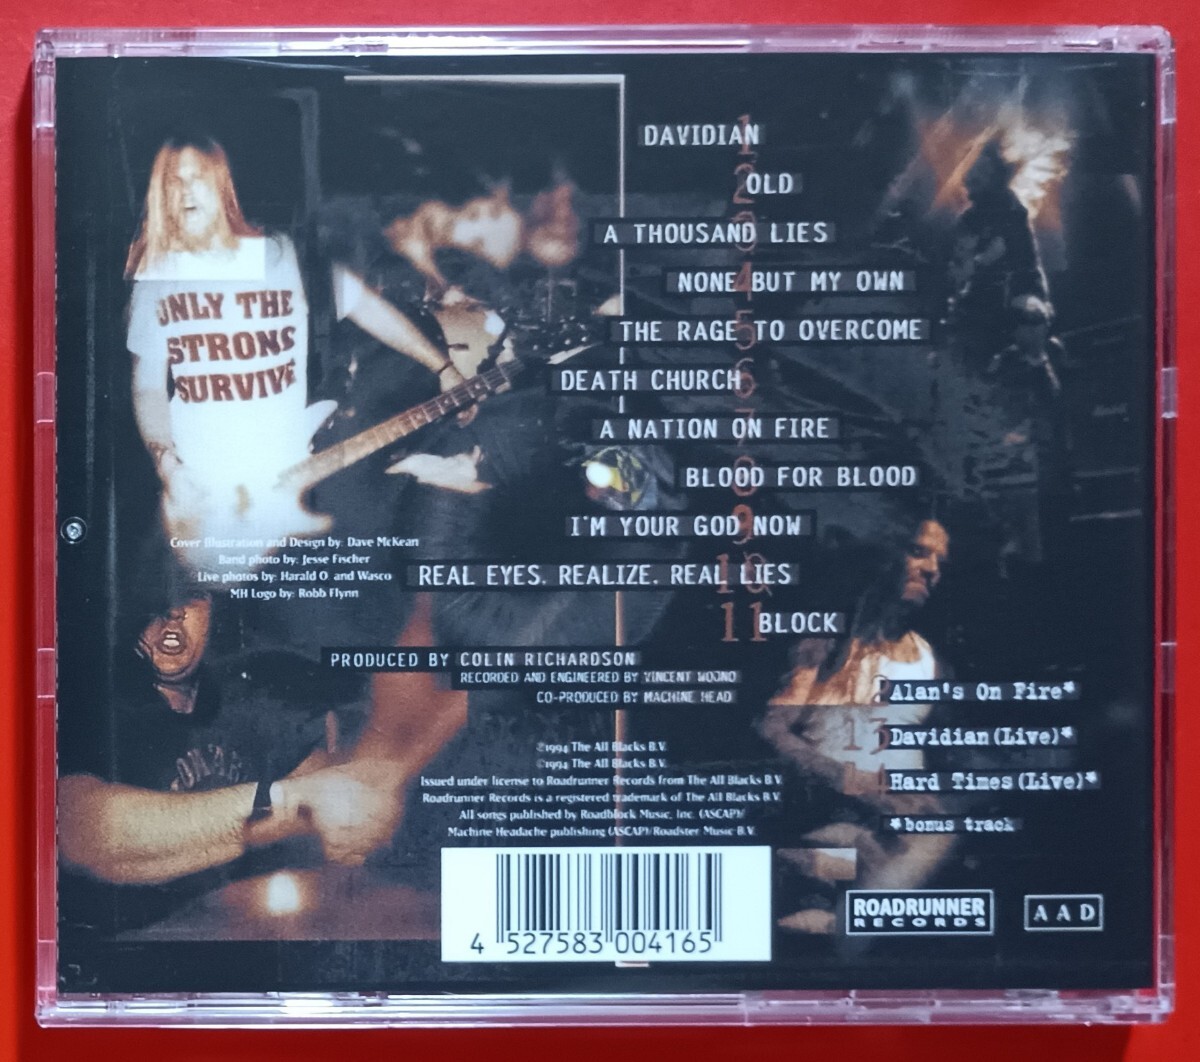 1 DAVIDIAN
2 OLD
3 A THOUSAND LIES
4 NONE BUT MY OWN
5 THE RAGE TO OVERCOME
6 DEATH CHURCH
7 A NATION ON FIRE
8 BLOOD FOR BLOOD
9 I'M YOUR GOD NOW
10 REAL EYES. REALIZE. REAL LIES
11 BLOCK
Alan's On Fire*
13 Davidian(Live)*
14 Hard Times(Live)*
*bonus track
ONLY THE
STRONG
SURVIVE
Cover Illustration and Design by: Dave McKean
Band photo by: Jesse Fischer
Live photos by: Harald O. and Wasco
MH Logo by: Robb Flynn
PRODUCED BY COLIN RICHARDSON
RECORDED AND ENGINEERED BY VINCENT WOJNO
CO-PRODUCED BY MACHINE HEAD
℗1994 The All Blacks B.V.
©1994 The All Blacks B.V.
Issued under license to Roadrunner Records from The All Blacks B.V.
Roadrunner Records is a registered trademark of The All Blacks B.V.
All songs published by Roadblock Music, Inc. (ASCAP)/
Machine Headache publishing (ASCAP)/Roadster Music B.V.
4 527583 004165
ROADRUNNER
RECORDS
AAD